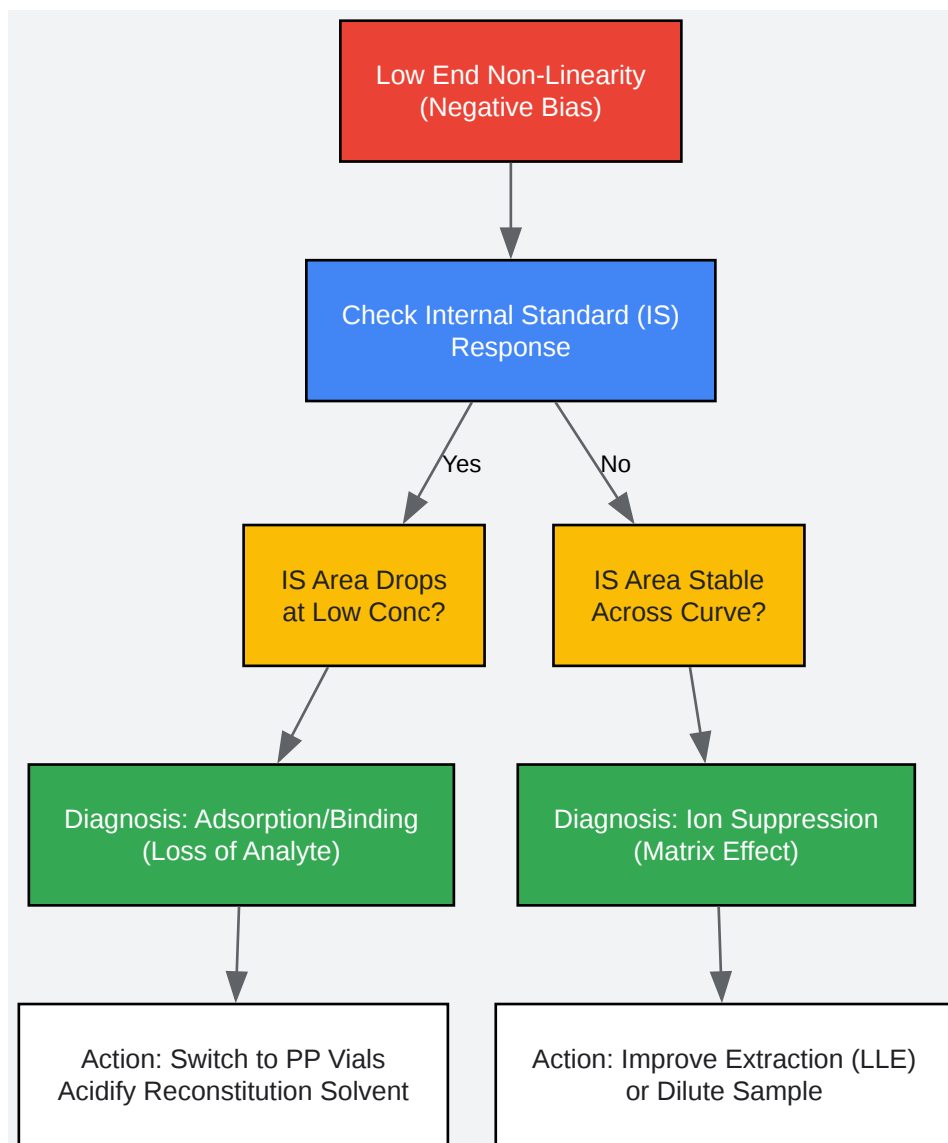 Low End Non-Linearity
(Negative Bias)
Check Internal Standard (IS)
Response
Yes
No
IS Area Drops
at Low Conc?
IS Area Stable
Across Curve?
Diagnosis: Adsorption/Binding
(Loss of Analyte)
Diagnosis: Ion Suppression
(Matrix Effect)
Action: Switch to PP Vials
Acidify Reconstitution Solvent
Action: Improve Extraction (LLE)
or Dilute Sample